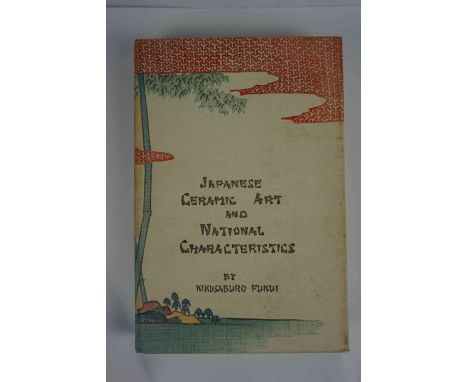 JAPANESE
CERAMIC ART
AND
NATIONAL
CHARACTERISTICS
BY
KIKUSABURO FUKUI